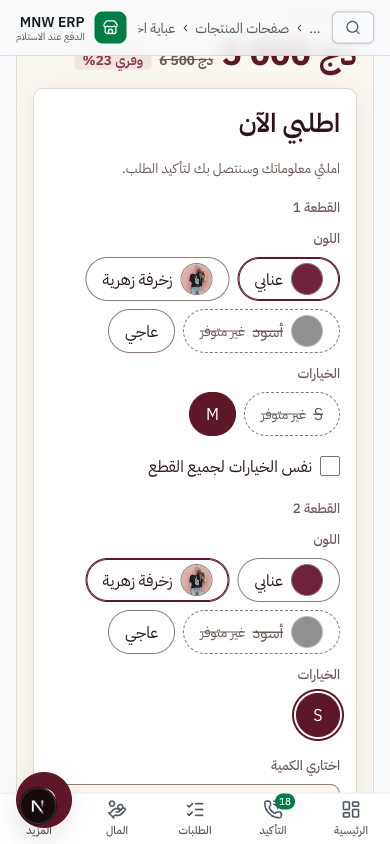 ... › صفحات المنتجات › عباية اخ
MNW ERP
الدفع عند الاستلام
5 000 دج 6 500 دج وفري 23%
اطلبي الآن
املئي معلوماتك وسنتصل بك لتأكيد الطلب.
القطعة 1
اللون
عنابي زخرفة زهرية
أسود غير متوفر عاجي
الخيارات
S غير متوفر M
نفس الخيارات لجميع القطع
القطعة 2
اللون
عنابي زخرفة زهرية
أسود غير متوفر عاجي
الخيارات
S
اختاري الكمية
18
N
الرئيسية التأكيد الطلبات المال المزيد